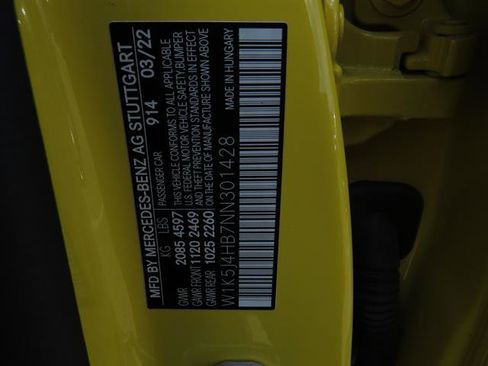 MFD BY MERCEDES-BENZ AG STUTTGART
914 03/22
PASSENGER CAR
KG LBS
GVWR 2085 4597
GAWR FRONT 1120 2469
GAWR REAR 1025 2260
THIS VEHICLE CONFORMS TO ALL APPLICABLE
U.S. FEDERAL MOTOR VEHICLE SAFETY, BUMPER
AND THEFT PREVENTION STANDARDS IN EFFECT
ON THE DATE OF MANUFACTURE SHOWN ABOVE
MADE IN HUNGARY
W1K5J4HB7NN301428